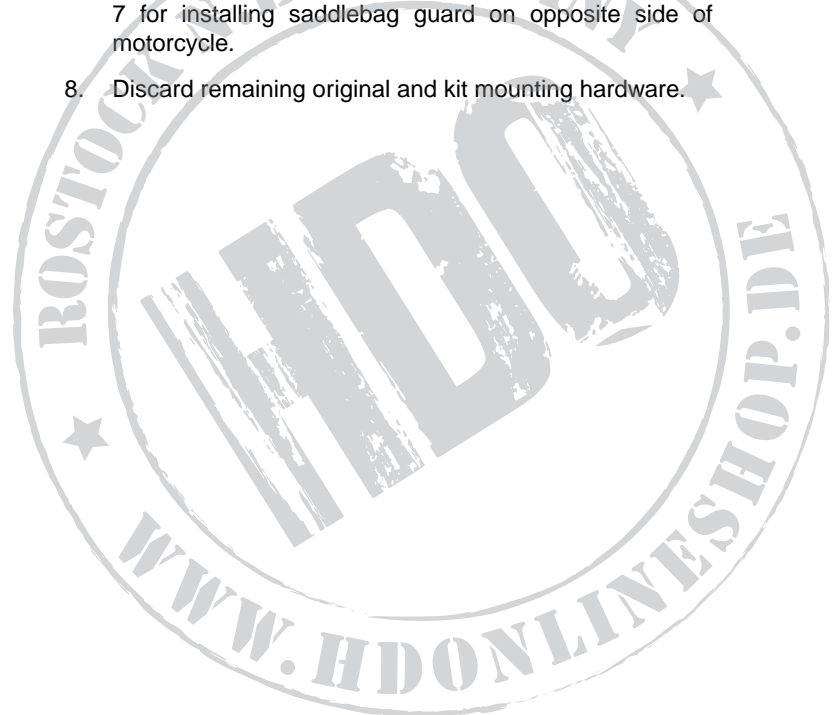 7 for installing saddlebag guard on opposite side of
motorcycle.
8. Discard remaining original and kit mounting hardware.
ROSTOCK
HDO
WWW.HDONLINESHOP.DE